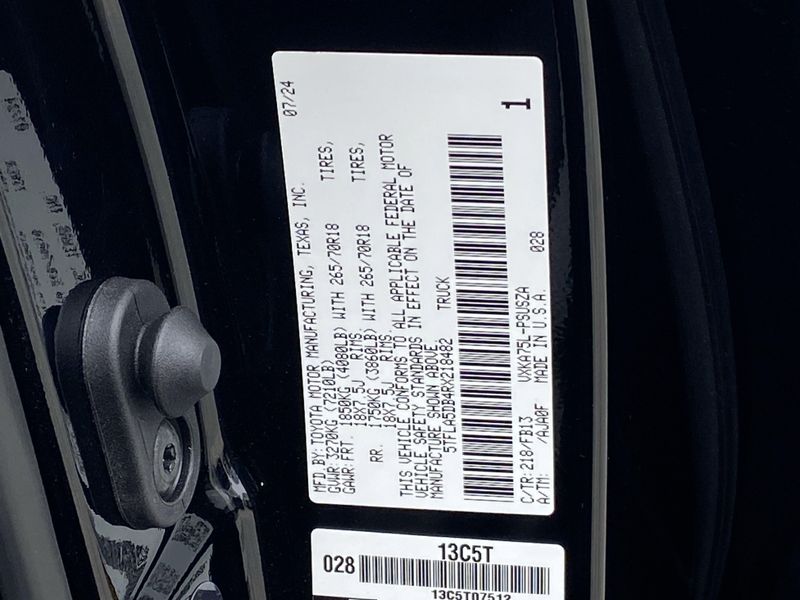 07/24
MFD BY: TOYOTA MOTOR MANUFACTURING, TEXAS, INC.
GVWR: 3270KG (7210LB)
GAWR: FRT. 1850KG (4080LB) WITH 265/70R18 TIRES,
18X7.5J RIMS,
RR. 1750KG (3860LB) WITH 265/70R18 TIRES,
18X7.5J RIMS.
THIS VEHICLE CONFORMS TO ALL APPLICABLE FEDERAL MOTOR
VEHICLE SAFETY STANDARDS IN EFFECT ON THE DATE OF
MANUFACTURE SHOWN ABOVE.
5TFLA5DB4RX218482 TRUCK
1
028
C/TR: 218/FB13 VXKA75L-PSUSZA
A/TM: /AJA0F MADE IN U.S.A.
13C5T
028
13C5T07512